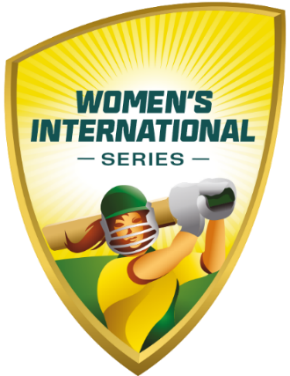 WOMEN'S
INTERNATIONAL
– SERIES –